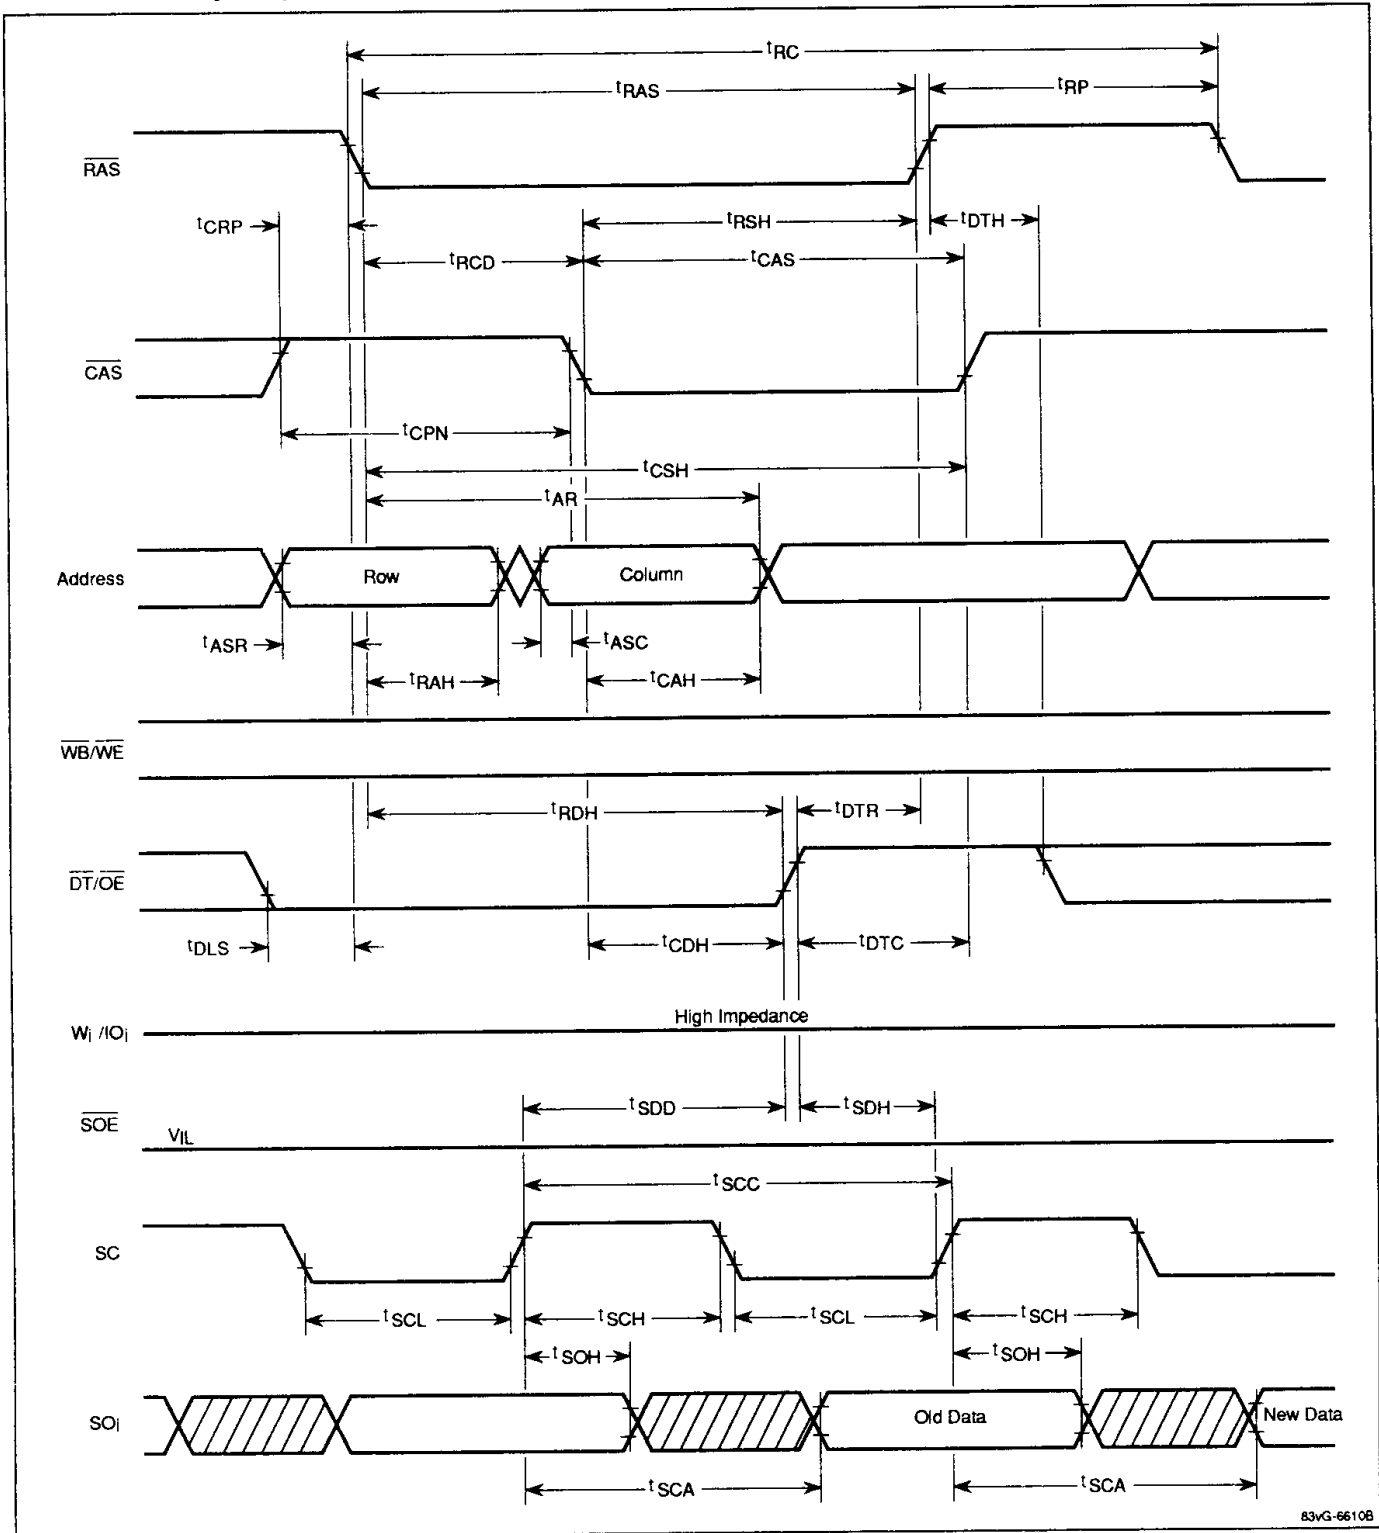 tRC
tRAS
tRP
RAS
tCRP
tRSH
tDTH
tRCD
tCAS
CAS
tCPN
tCSH
tAR
Address
Row
Column
tASR
tASC
tRAH
tCAH
WB/WE
tRDH
tDTR
DT/OE
tDLS
tCDH
tDTC
High Impedance
Wi /IOi
tSDD
tSDH
SOE
VIL
tSCC
SC
tSCL
tSCH
tSCL
tSCH
tSOH
tSOH
SOi
Old Data
New Data
tSCA
tSCA
83vG-6610B